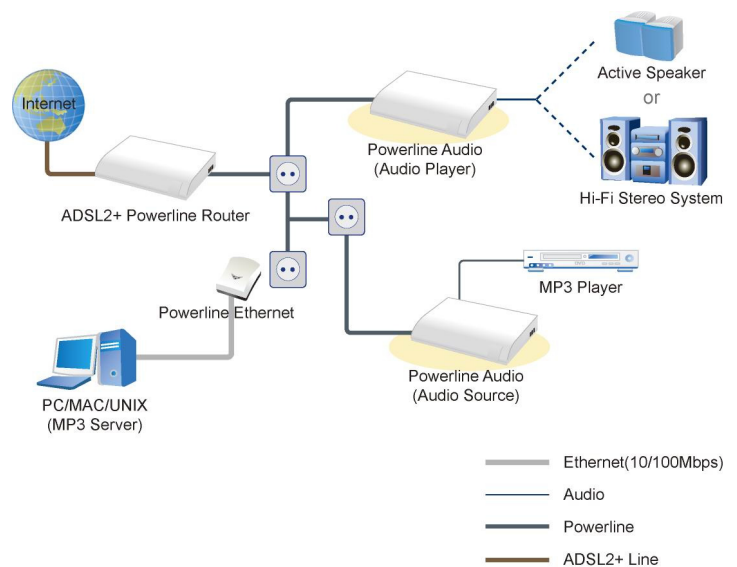 Internet
ADSL2+ Powerline Router
Powerline Audio
(Audio Player)
Active Speaker
or
Hi-Fi Stereo System
MP3 Player
Powerline Ethernet
Powerline Audio
(Audio Source)
PC/MAC/UNIX
(MP3 Server)
Ethernet(10/100Mbps)
Audio
Powerline
ADSL2+ Line